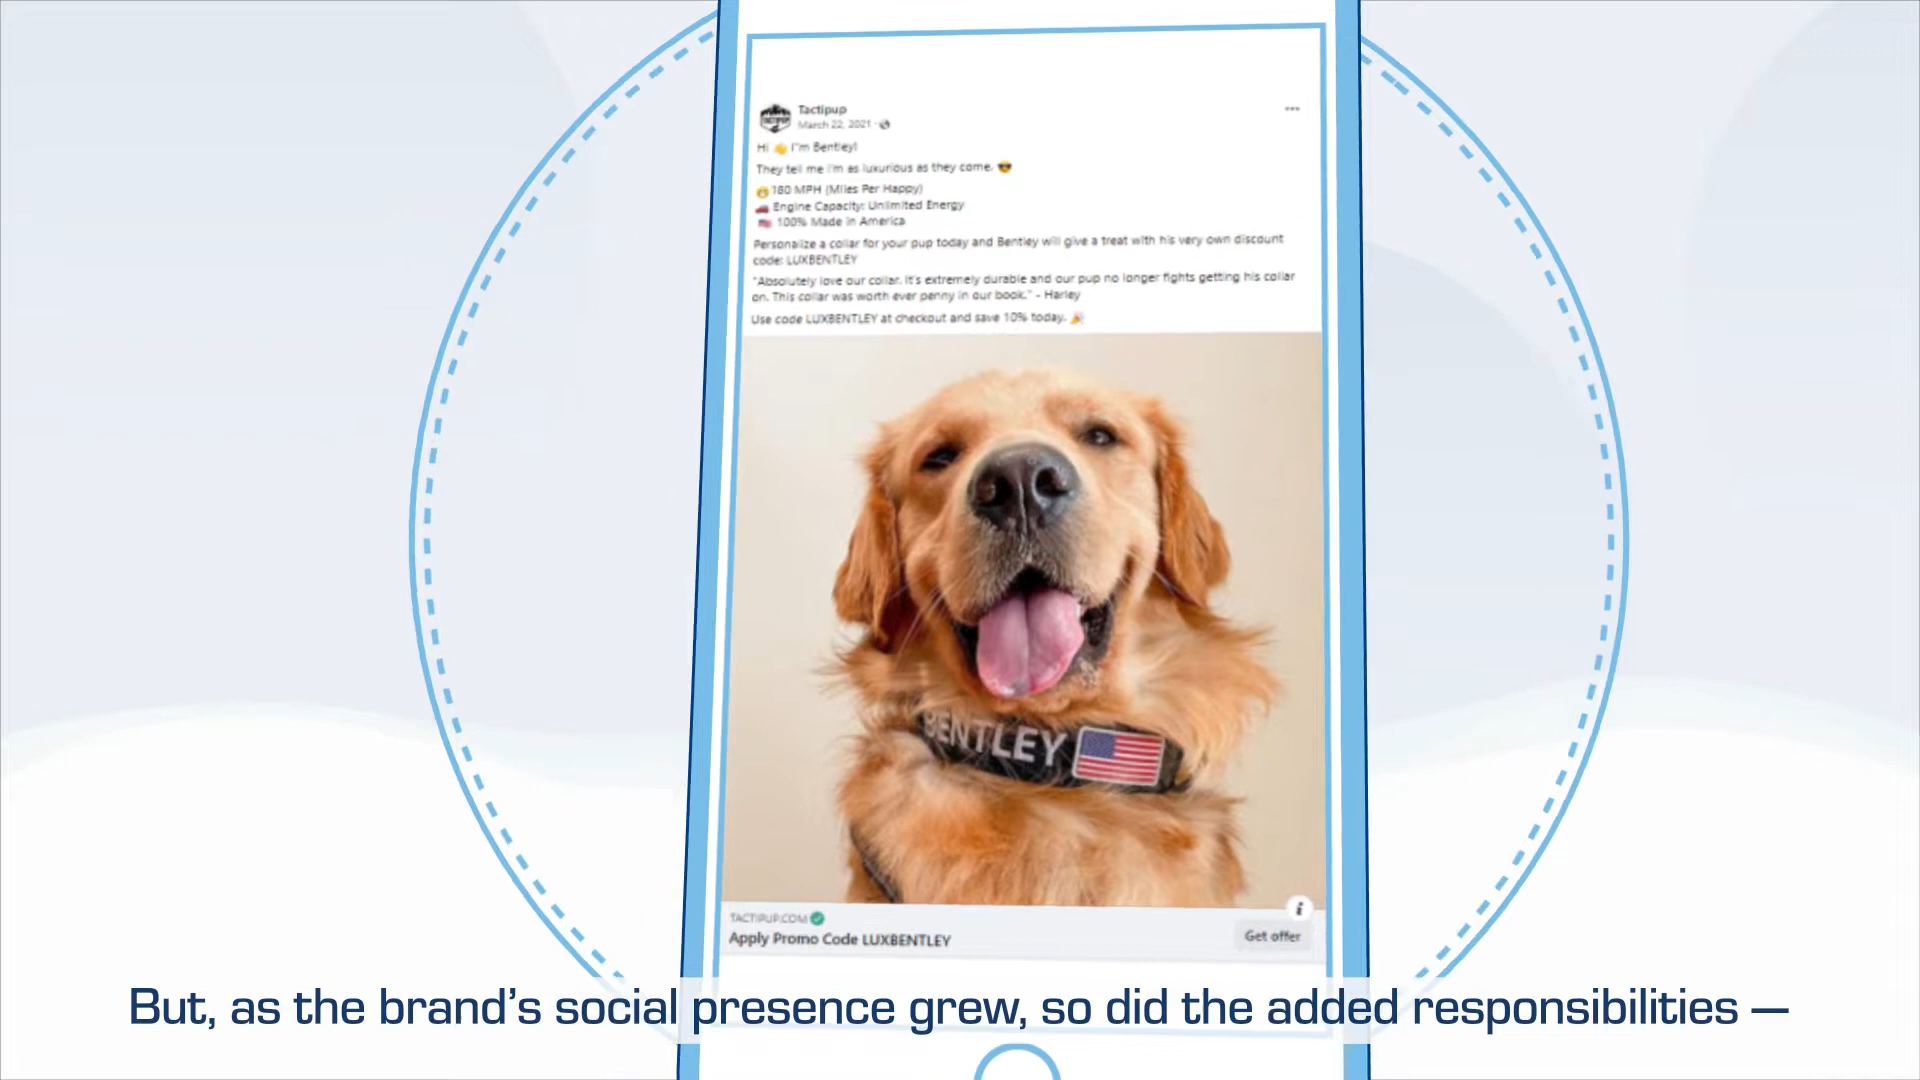 Tactipup
March 22, 2021 ·
Hi 👋 I'm Bentley!
They tell me i'm as luxurious as they come. 😎
😁180 MPH (Miles Per Happy)
🚗 Engine Capacity: Unlimited Energy
🇺🇸 100% Made in America
Personalize a collar for your pup today and Bentley will give a treat with his very own discount
code: LUXBENTLEY
"Absolutely love our collar. It's extremely durable and our pup no longer fights getting his collar
on. This collar was worth ever penny in our book." - Harley
Use code LUXBENTLEY at checkout and save 10% today. 🎉
BENTLEY
TACTIPUP.COM
Apply Promo Code LUXBENTLEY
Get offer
But, as the brand's social presence grew, so did the added responsibilities —